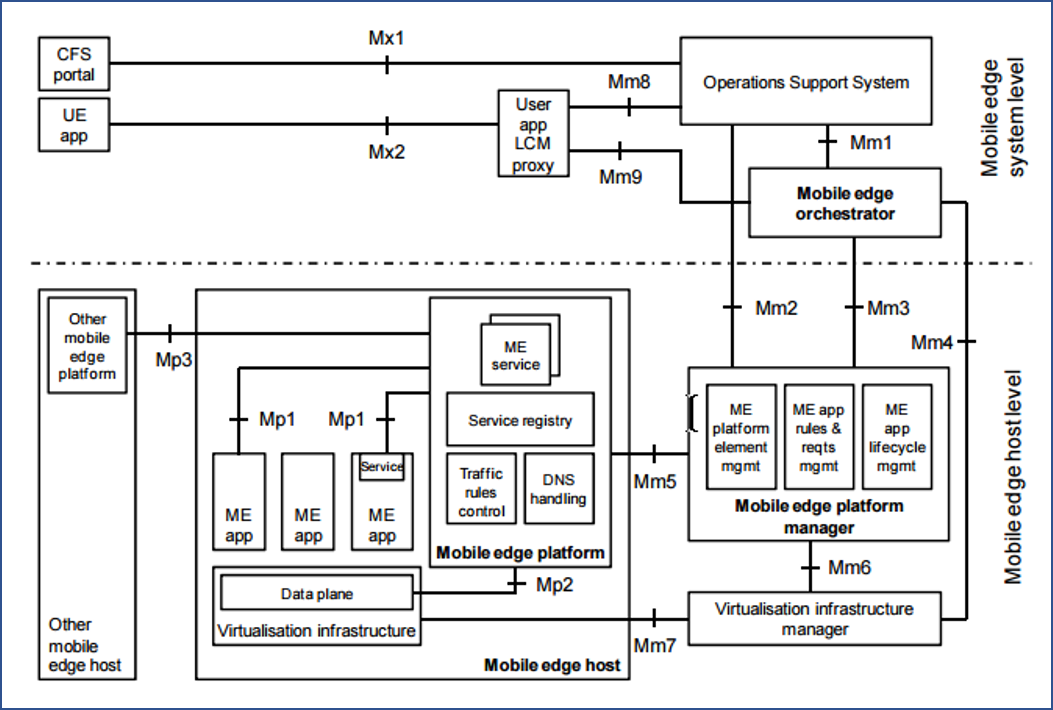 CFS
portal
Mx1
Operations Support System
Mobile edge
system level
UE
app
Mx2
User
app
LCM
proxy
Mm8
Mm9
Mm1
Mobile edge
orchestrator
Other
mobile
edge
platform
Mp3
ME
service
Mm2
Mm3
Mm4
Mp1
Mp1
Service registry
ME
platform
element
mgmt
ME app
rules &
reqts
mgmt
ME
app
lifecycle
mgmt
Mobile edge host level
Service
ME
app
ME
app
ME
app
Traffic
rules
control
DNS
handling
Mm5
Mobile edge platform
manager
Mobile edge platform
Mp2
Mm6
Data plane
Virtualisation infrastructure
Virtualisation infrastructure
manager
Mm7
Other
mobile
edge host
Mobile edge host